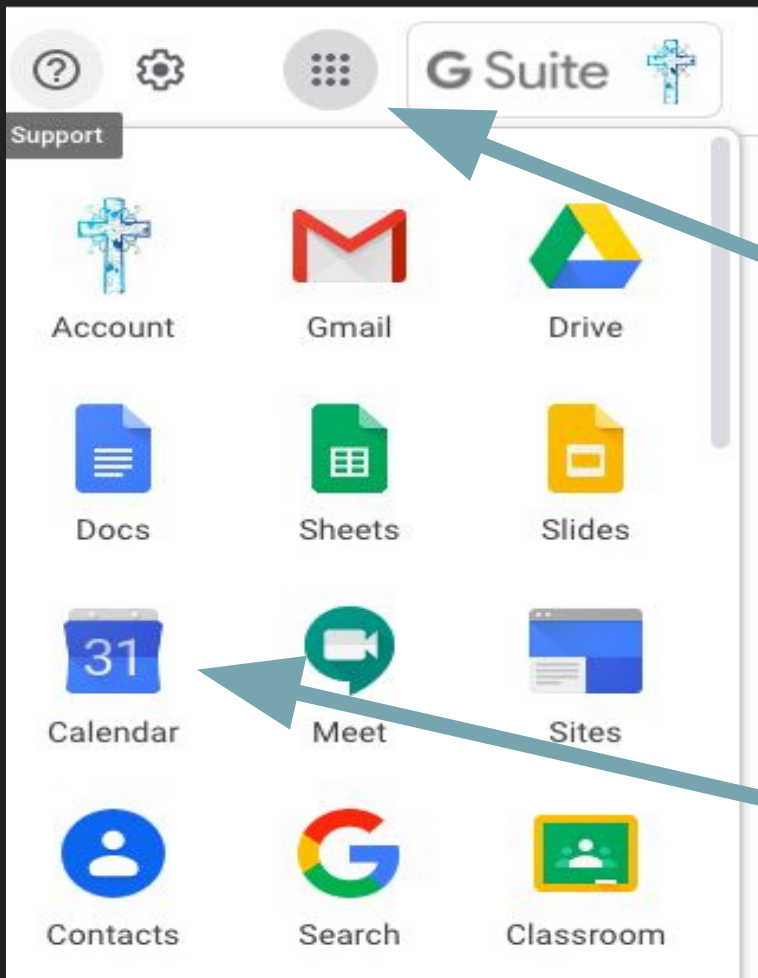 G Suite
Support
Account Gmail Drive
Docs Sheets Slides
31
Calendar Meet Sites
Contacts Search Classroom